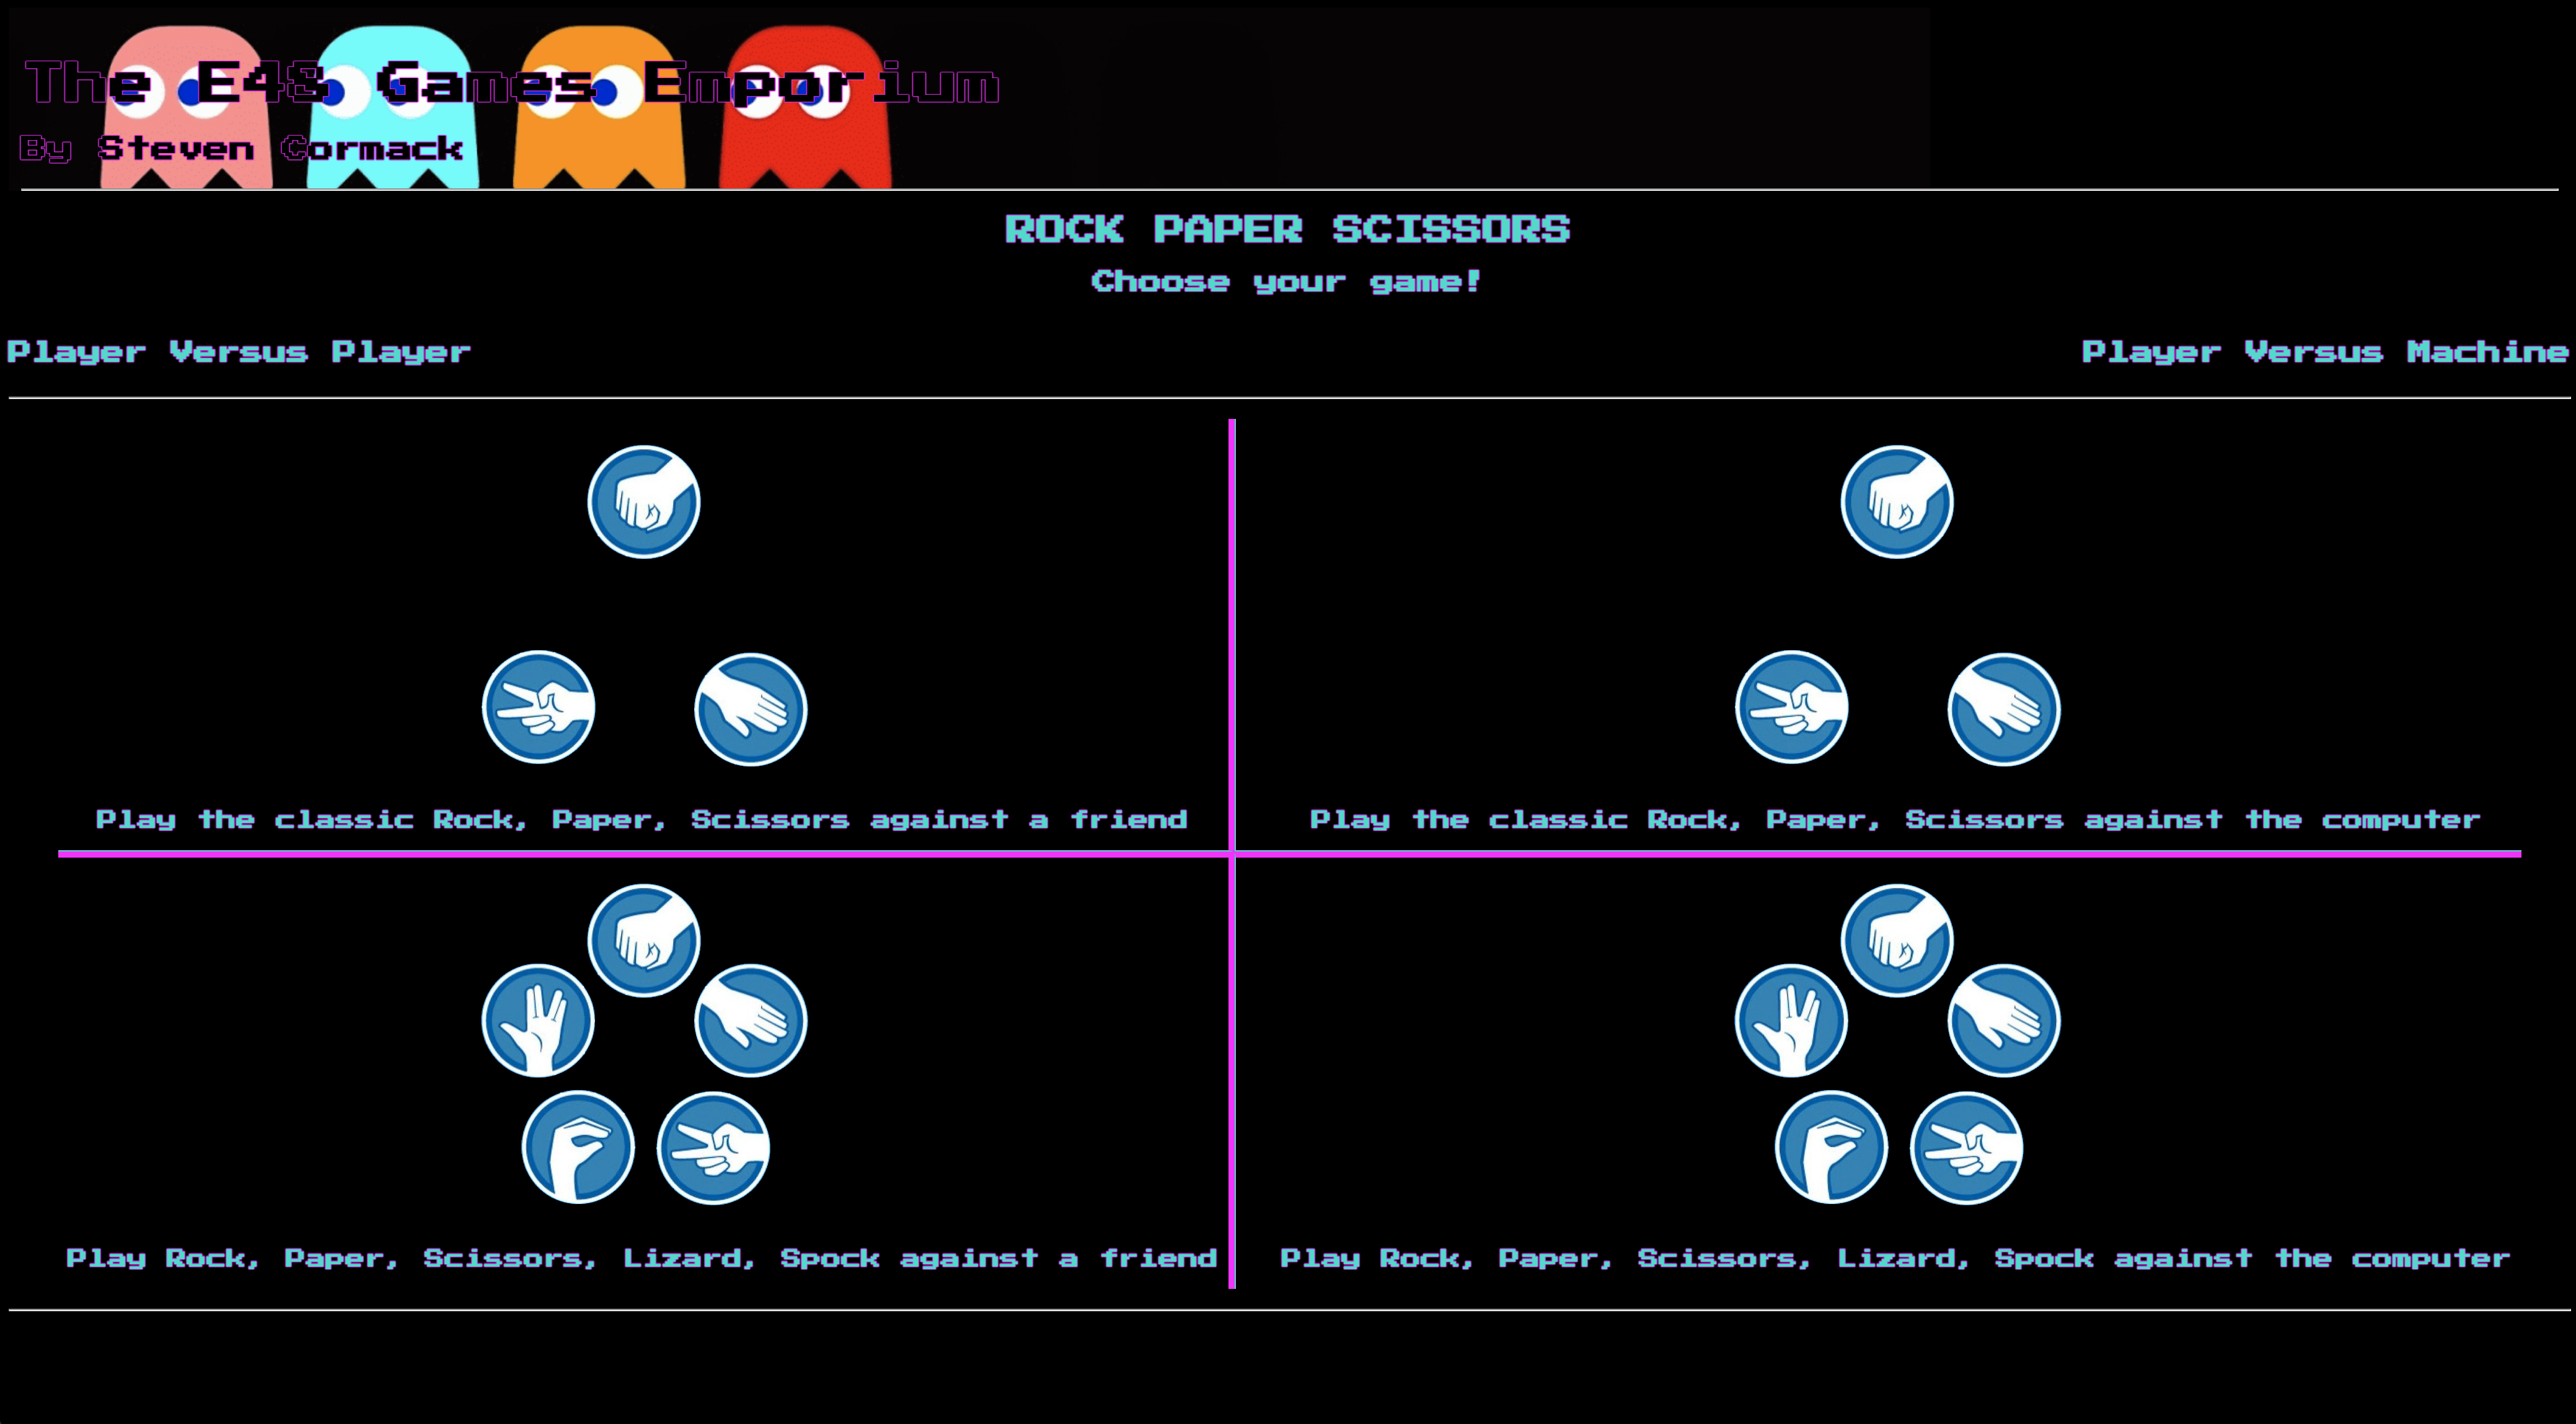 The E48 Games Emporium
By Steven Cormack
ROCK PAPER SCISSORS
Choose your game!
Player Versus Player
Player Versus Machine
Play the classic Rock, Paper, Scissors against a friend
Play the classic Rock, Paper, Scissors against the computer
Play Rock, Paper, Scissors, Lizard, Spock against a friend
Play Rock, Paper, Scissors, Lizard, Spock against the computer